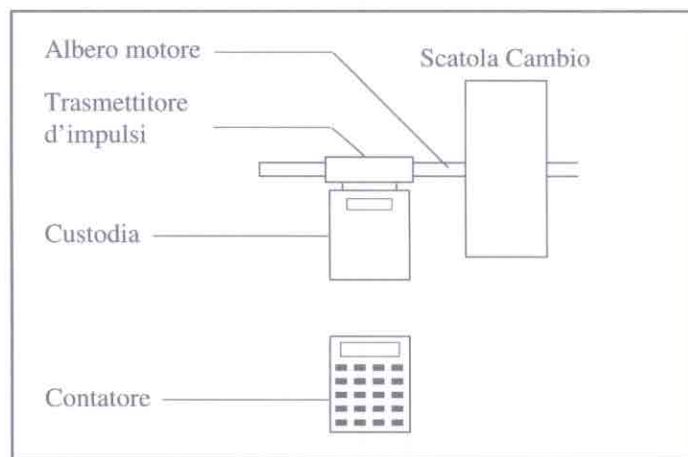 Albero motore
Scatola Cambio
Trasmettitore
d'impulsi
Custodia
Contatore